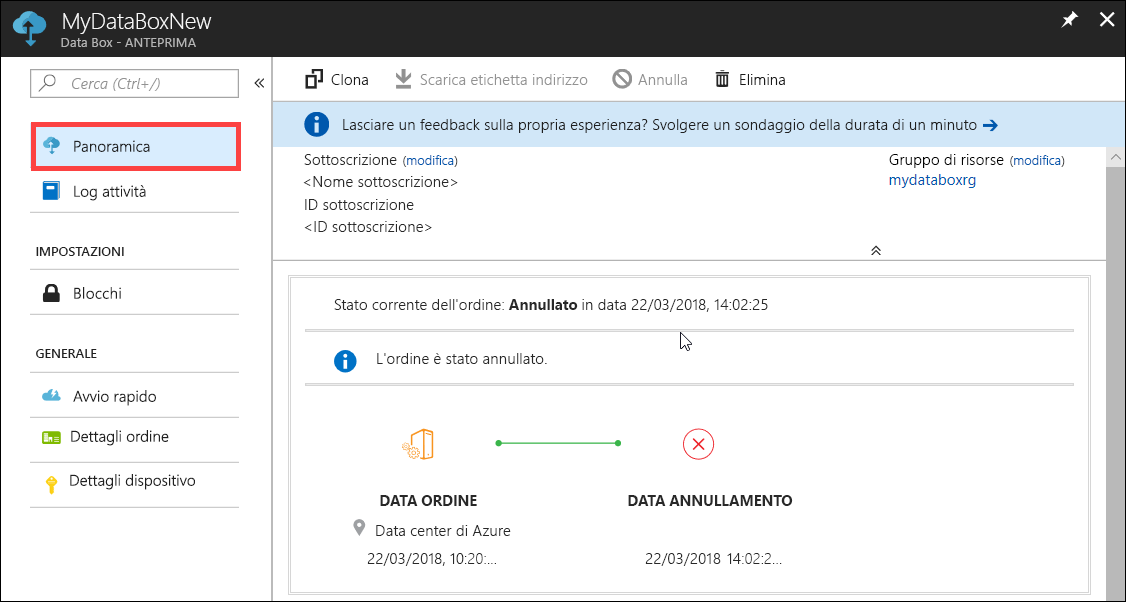 MyDataBoxNew
Data Box - ANTEPRIMA
Cerca (Ctrl+/)
«
Panoramica
Log attività
IMPOSTAZIONI
Blocchi
GENERALE
Avvio rapido
Dettagli ordine
Dettagli dispositivo
Clona Scarica etichetta indirizzo Annulla Elimina
Lasciare un feedback sulla propria esperienza? Svolgere un sondaggio della durata di un minuto →
Sottoscrizione (modifica) Gruppo di risorse (modifica)
<Nome sottoscrizione> mydataboxrg
ID sottoscrizione
<ID sottoscrizione>
Stato corrente dell'ordine: Annullato in data 22/03/2018, 14:02:25
L'ordine è stato annullato.
DATA ORDINE DATA ANNULLAMENTO
Data center di Azure
22/03/2018, 10:20:... 22/03/2018 14:02:2...